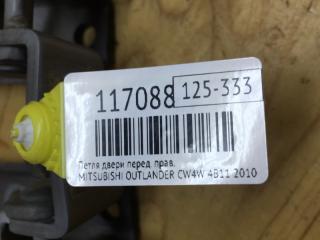 117088 125-333
Петля двери перед. прав.
MITSUBISHI OUTLANDER CW4W 4B11 2010